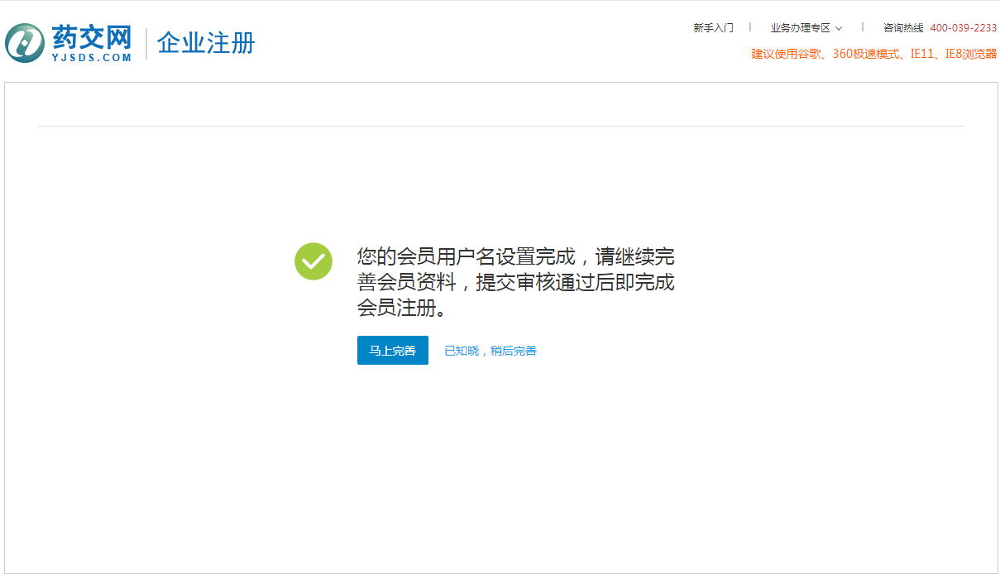 药交网
YJSDS.COM
企业注册
新手入门 | 业务办理专区 | 咨询热线 400-039-2233
建议使用谷歌、360极速模式、IE11、IE8浏览器
您的会员用户名设置完成，请继续完
善会员资料，提交审核通过后即完成
会员注册。
马上完善 已知晓，稍后完善